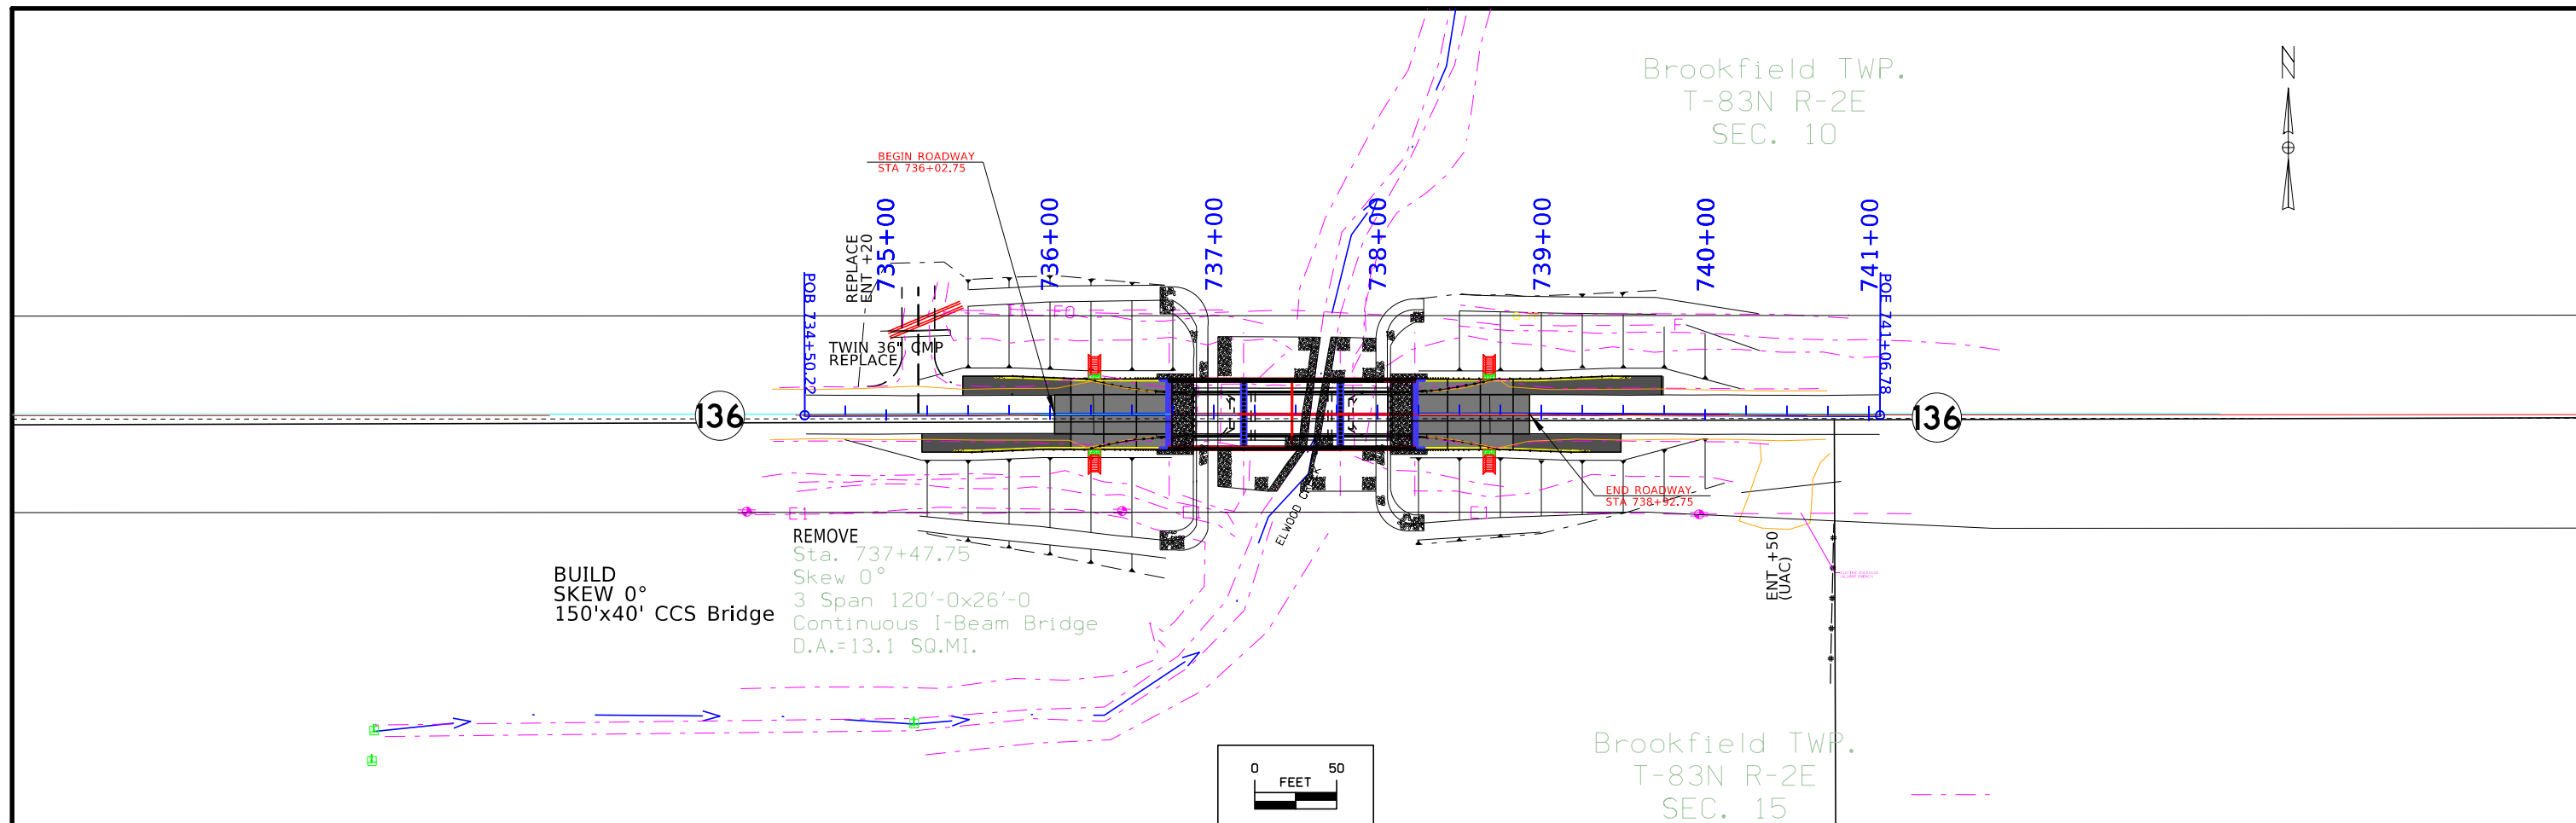 Brookfield TWP.
T-83N R-2E
SEC. 10
N
BEGIN ROADWAY
STA 736+02.75
REPLACE
ENT +20
735+00
736+00
737+00
738+00
739+00
740+00
741+00
POB 734+50.22
POE 741+06.78
FO
F
TWIN 36" CMP
REPLACE
136
136
END ROADWAY
STA 738+92.75
E1
E1
ELWOOD CREEK
REMOVE
Sta. 737+47.75
Skew 0°
3 Span 120'-0x26'-0
Continuous I-Beam Bridge
D.A.=13.1 SQ.MI.
BUILD
SKEW 0°
150'x40' CCS Bridge
ENT +50
(UAC)
Brookfield TWP.
T-83N R-2E
SEC. 15
0 50
FEET